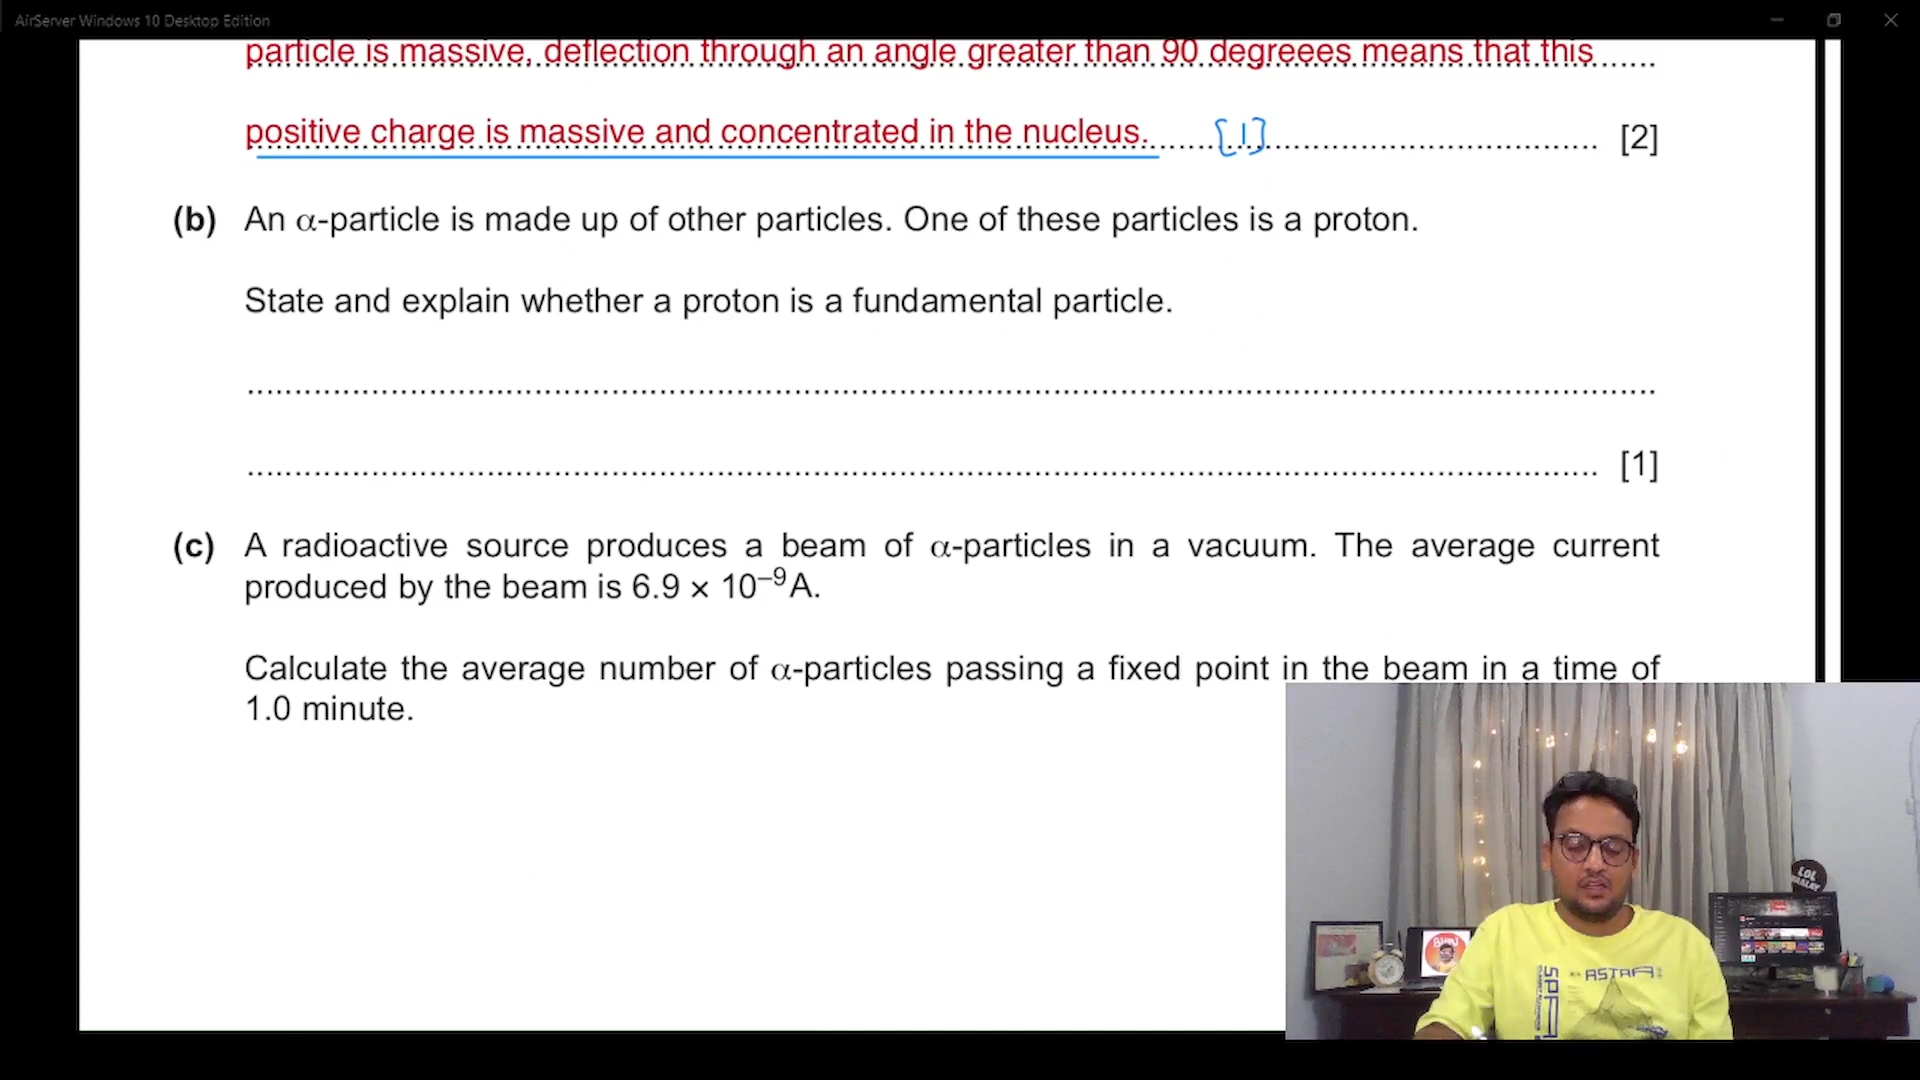 AirServer Windows 10 Desktop Edition
particle is massive, deflection through an angle greater than 90 degreees means that this
positive charge is massive and concentrated in the nucleus. [1] [2]
(b) An α-particle is made up of other particles. One of these particles is a proton.
State and explain whether a proton is a fundamental particle.
[1]
(c) A radioactive source produces a beam of α-particles in a vacuum. The average current
produced by the beam is 6.9 × 10⁻⁹A.
Calculate the average number of α-particles passing a fixed point in the beam in a time of
1.0 minute.
LOL
ASTRA